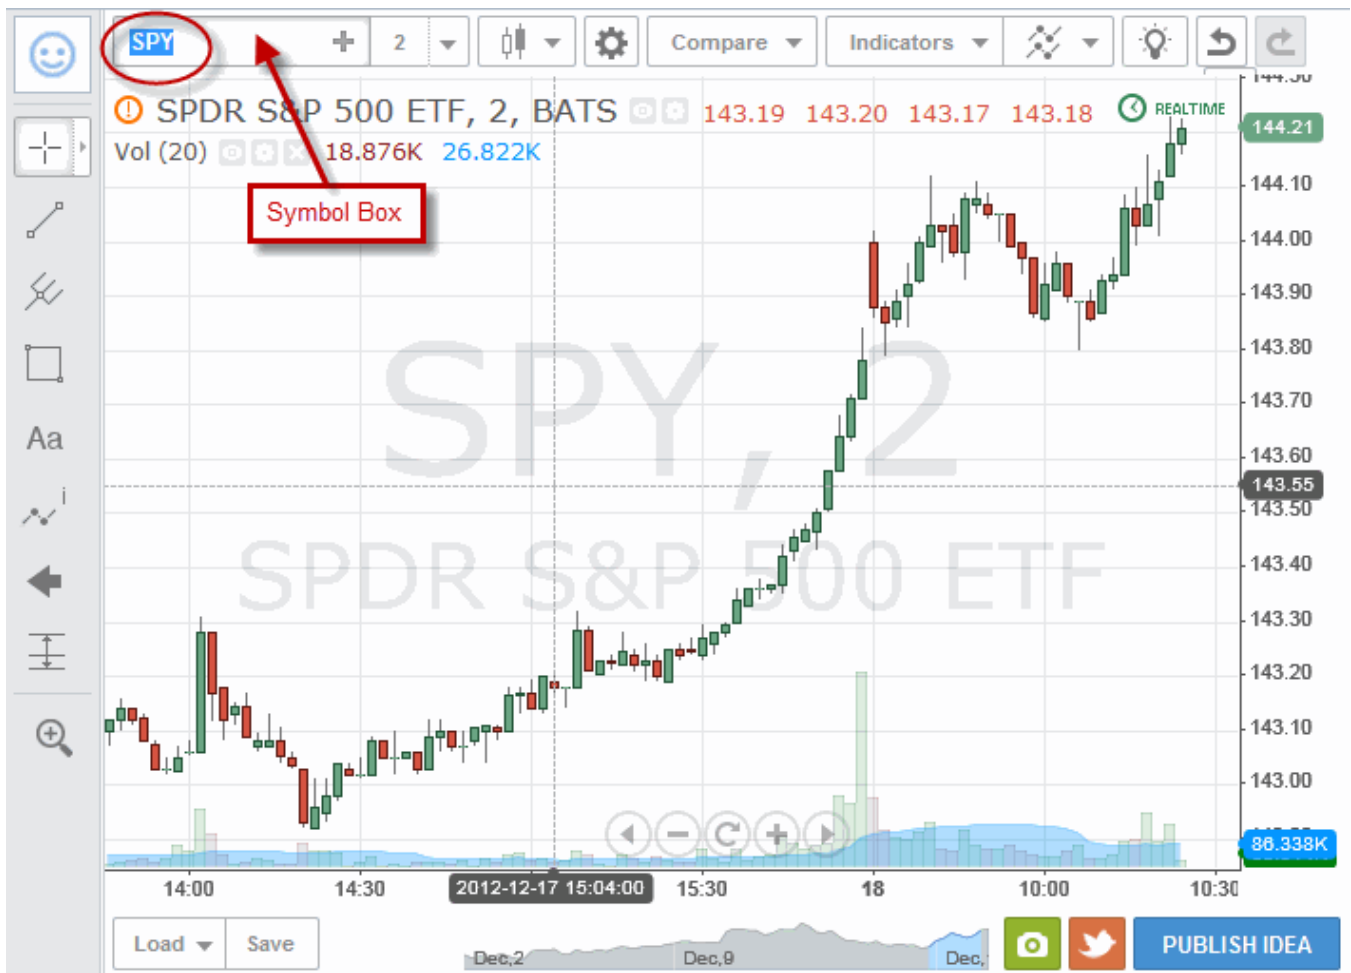 SPY
2
Compare
Indicators
SPDR S&P 500 ETF, 2, BATS
143.19 143.20 143.17 143.18
REALTIME
Vol (20)
18.876K 26.822K
Symbol Box
Aa
i
SPY, 2
SPDR S&P 500 ETF
144.21
144.10
144.00
143.90
143.80
143.70
143.60
143.55
143.50
143.40
143.30
143.20
143.10
143.00
86.338K
14:00 14:30 2012-12-17 15:04:00 15:30 18 10:00 10:30
Load Save
Dec,2 Dec,9 Dec,
PUBLISH IDEA